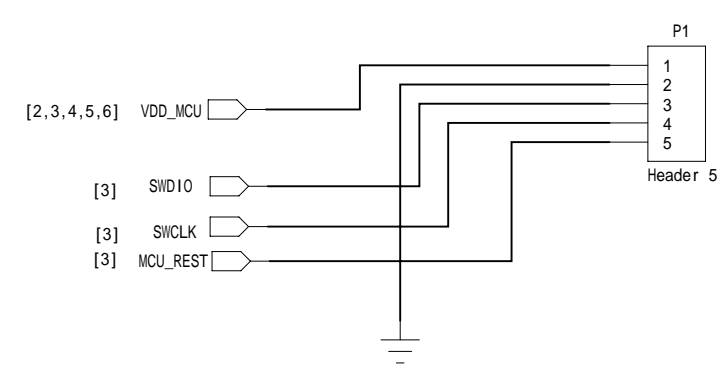 P1
1
2
[2,3,4,5,6] VDD_MCU
3
4
5
Header 5
[3] SWDIO
[3] SWCLK
[3] MCU_REST